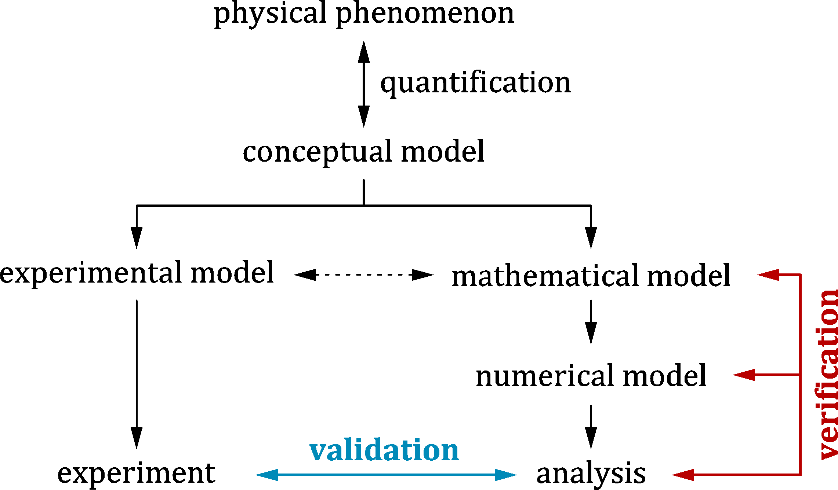 physical phenomenon
quantification
conceptual model
experimental model
mathematical model
numerical model
verification
validation
experiment
analysis